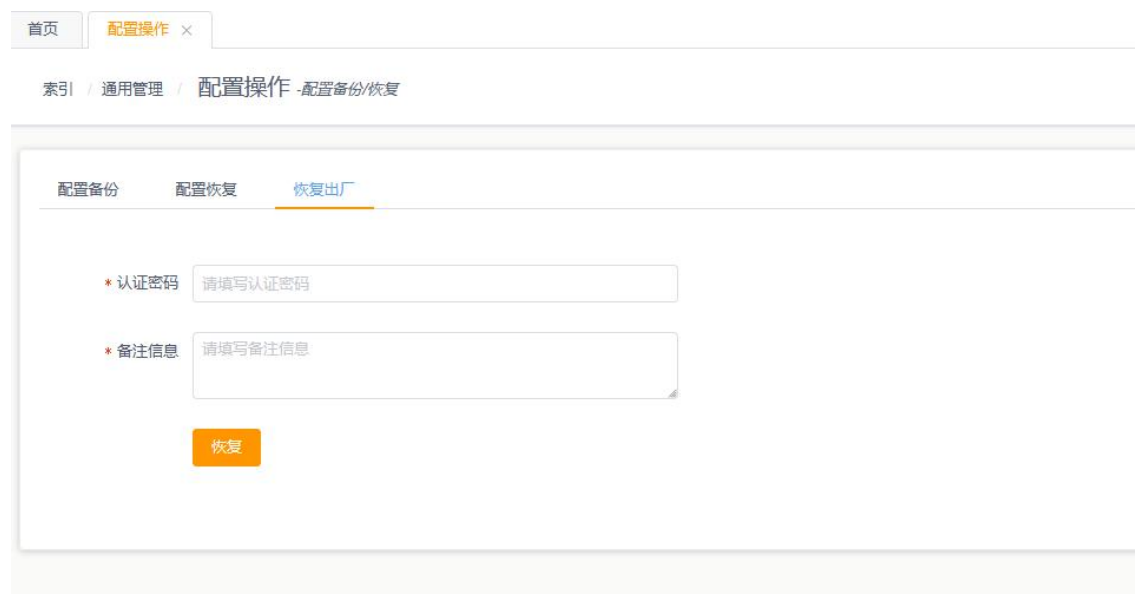 首页 配置操作 ×
索引 / 通用管理 / 配置操作 -配置备份/恢复
配置备份 配置恢复 恢复出厂
* 认证密码 请填写认证密码
* 备注信息 请填写备注信息
恢复